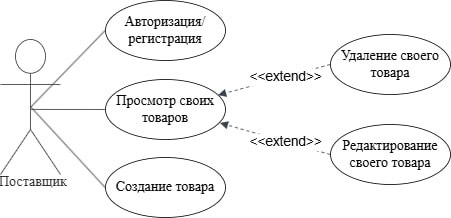 Авторизация/
регистрация
Просмотр своих
товаров
Создание товара
Поставщик
<<extend>>
<<extend>>
Удаление своего
товара
Редактирование
своего товара